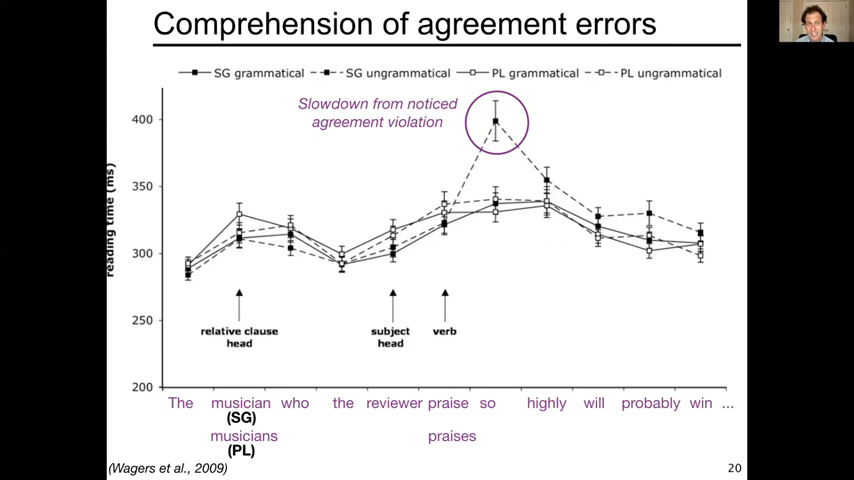 Comprehension of agreement errors
SG grammatical SG ungrammatical PL grammatical PL ungrammatical
Slowdown from noticed
agreement violation
400
350
300
250
200
reading time (ms)
relative clause
head
subject
head
verb
The musician who the reviewer praise so highly will probably win ...
(SG)
musicians praises
(PL)
(Wagers et al., 2009)
20